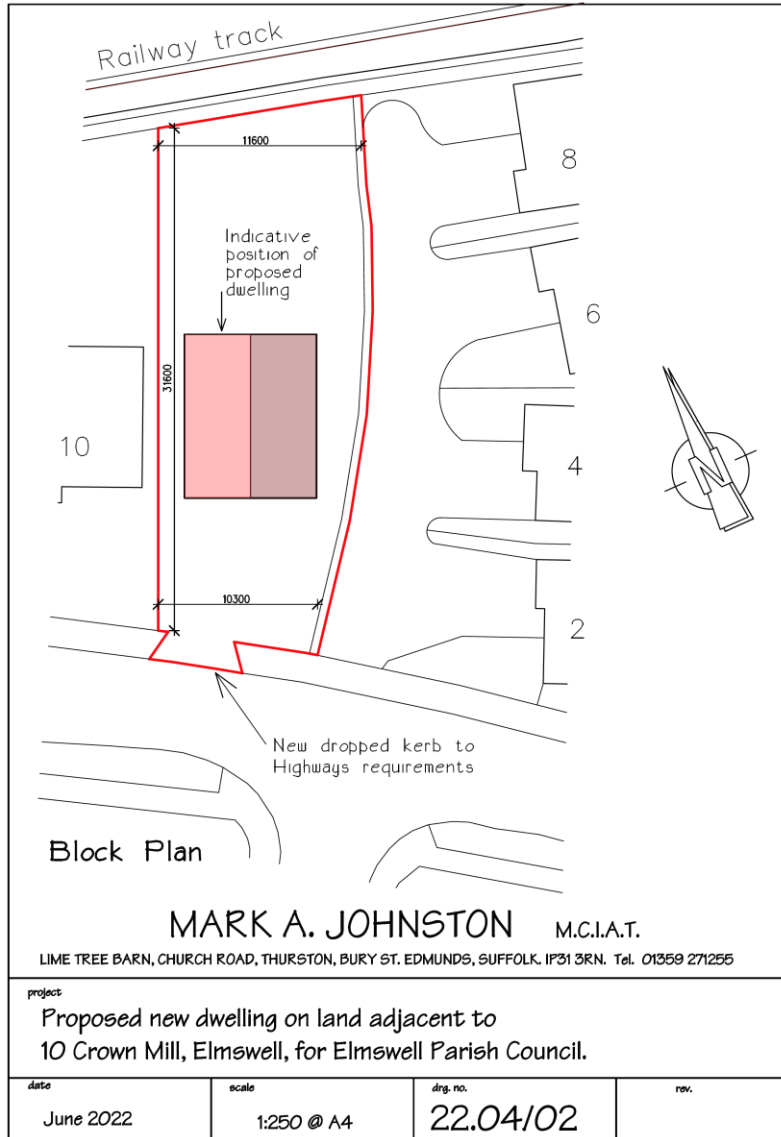 Railway track
11600
8
Indicative
position of
proposed
dwelling
6
31600
10
4
N
10300
2
New dropped kerb to
Highways requirements
Block Plan
MARK A. JOHNSTON M.C.I.A.T.
LIME TREE BARN, CHURCH ROAD, THURSTON, BURY ST. EDMUNDS, SUFFOLK. IP31 3RN. Tel. 01359 271255
project
Proposed new dwelling on land adjacent to
10 Crown Mill, Elmswell, for Elmswell Parish Council.
date scale drg. no. rev.
June 2022 1:250 @ A4 22.04/02